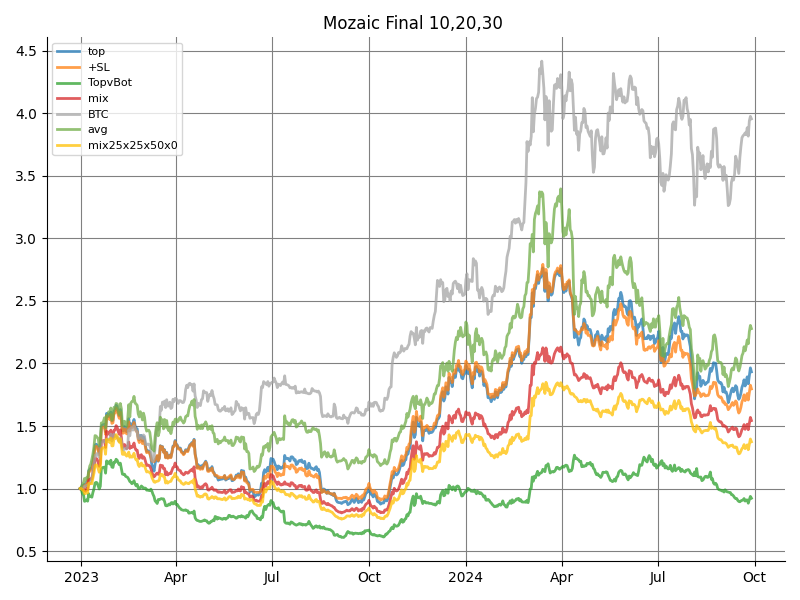 Mozaic Final 10,20,30
4.5
4.0
3.5
3.0
2.5
2.0
1.5
1.0
0.5
top
+SL
TopvBot
mix
BTC
avg
mix25x25x50x0
2023 Apr Jul Oct 2024 Apr Jul Oct